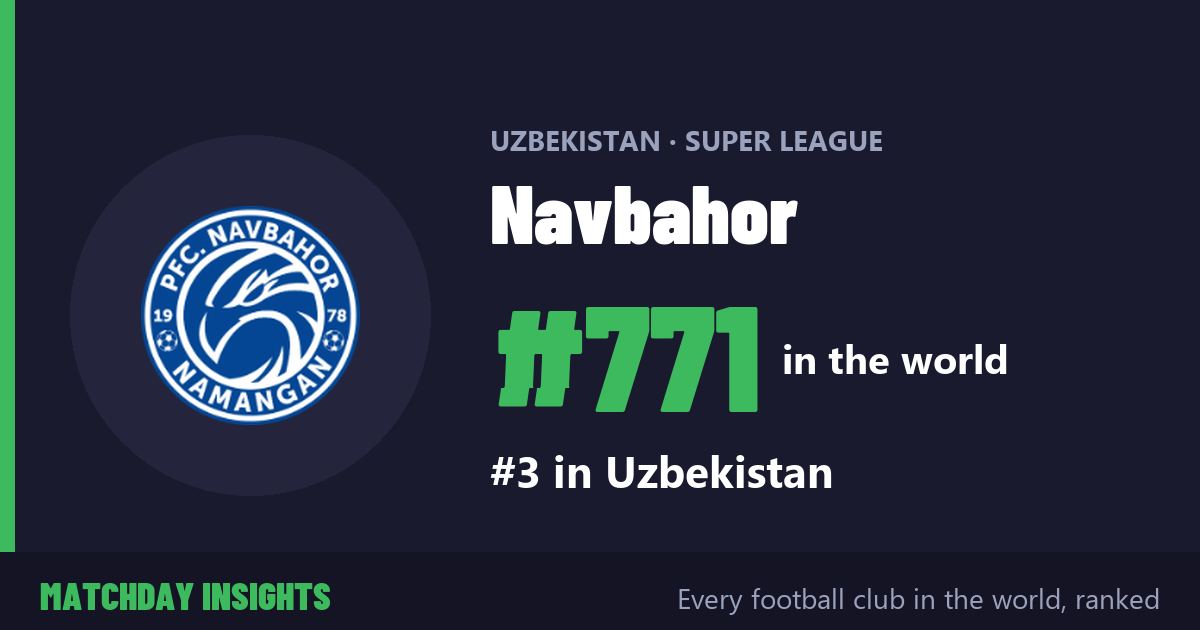 UZBEKISTAN · SUPER LEAGUE
Navbahor
PFC. NAVBAHOR
19 78
NAMANGAN
#771 in the world
#3 in Uzbekistan
MATCHDAY INSIGHTS
Every football club in the world, ranked